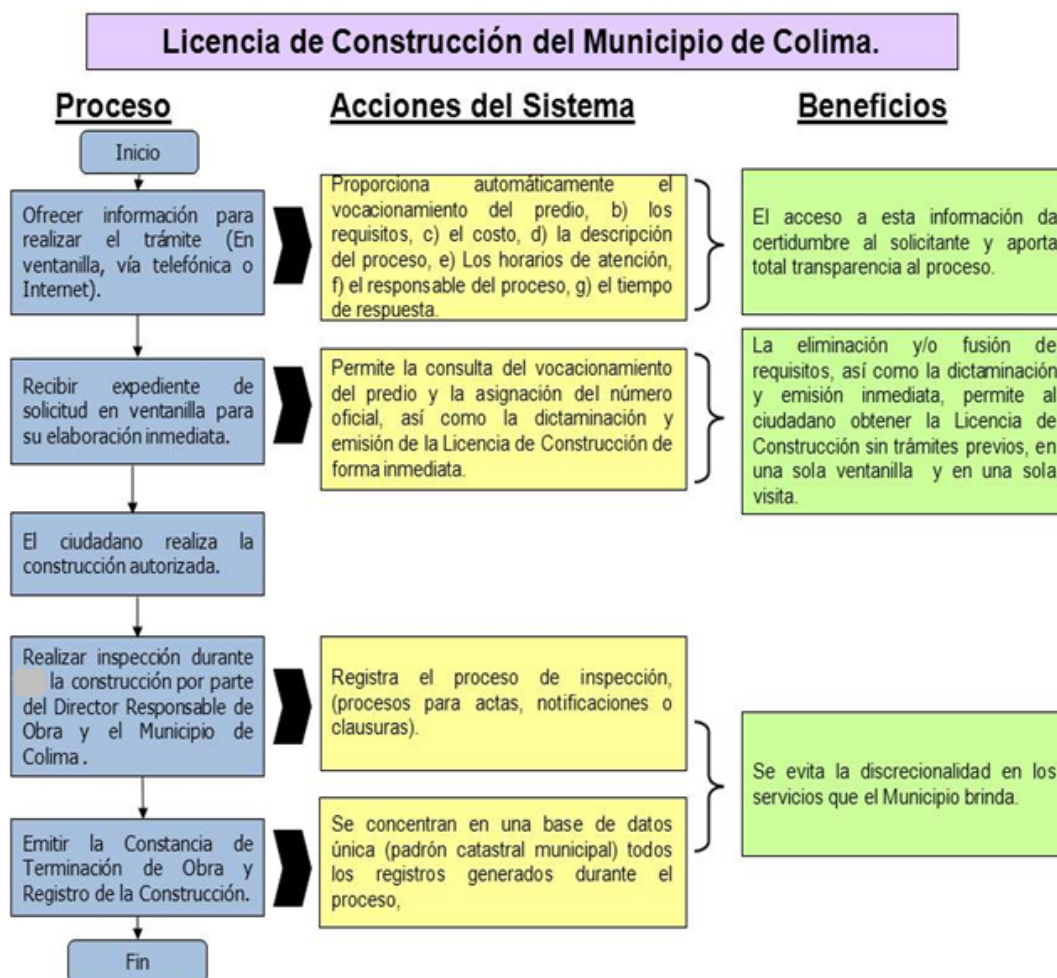 Licencia de Construcción del Municipio de Colima.
Proceso
Acciones del Sistema
Beneficios
Inicio
Ofrecer información para
realizar el trámite (En
ventanilla, vía telefónica o
Internet).
Proporciona automáticamente el
vocacionamiento del predio, b) los
requisitos, c) el costo, d) la descripción
del proceso, e) Los horarios de atención,
f) el responsable del proceso, g) el tiempo
de respuesta.
El acceso a esta información da
certidumbre al solicitante y aporta
total transparencia al proceso.
Recibir expediente de
solicitud en ventanilla para
su elaboración inmediata.
Permite la consulta del vocacionamiento
del predio y la asignación del número
oficial, así como la dictaminación y
emisión de la Licencia de Construcción de
forma inmediata.
La eliminación y/o fusión de
requisitos, así como la dictaminación
y emisión inmediata, permite al
ciudadano obtener la Licencia de
Construcción sin trámites previos, en
una sola ventanilla y en una sola
visita.
El ciudadano realiza la
construcción autorizada.
Realizar inspección durante
la construcción por parte
del Director Responsable de
Obra y el Municipio de
Colima .
Registra el proceso de inspección,
(procesos para actas, notificaciones o
clausuras).
Se evita la discrecionalidad en los
servicios que el Municipio brinda.
Emitir la Constancia de
Terminación de Obra y
Registro de la Construcción.
Se concentran en una base de datos
única (padrón catastral municipal) todos
los registros generados durante el
proceso,
Fin